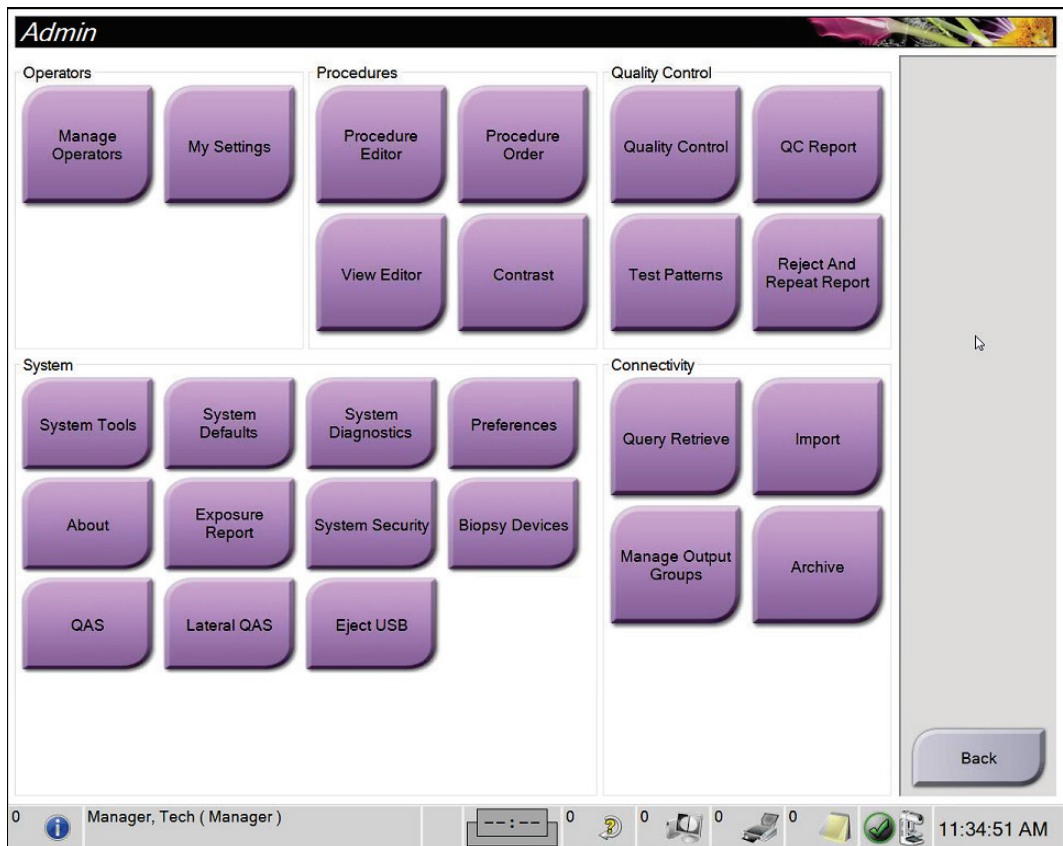 Admin
Operators
Manage
Operators
My Settings
Procedures
Procedure
Editor
Procedure
Order
View Editor
Contrast
Quality Control
Quality Control
QC Report
Test Patterns
Reject And
Repeat Report
System
System Tools
System
Defaults
System
Diagnostics
Preferences
About
Exposure
Report
System Security
Biopsy Devices
QAS
Lateral QAS
Eject USB
Connectivity
Query Retrieve
Import
Manage Output
Groups
Archive
Back
0
Manager, Tech ( Manager )
--:--
0
0
0
0
11:34:51 AM